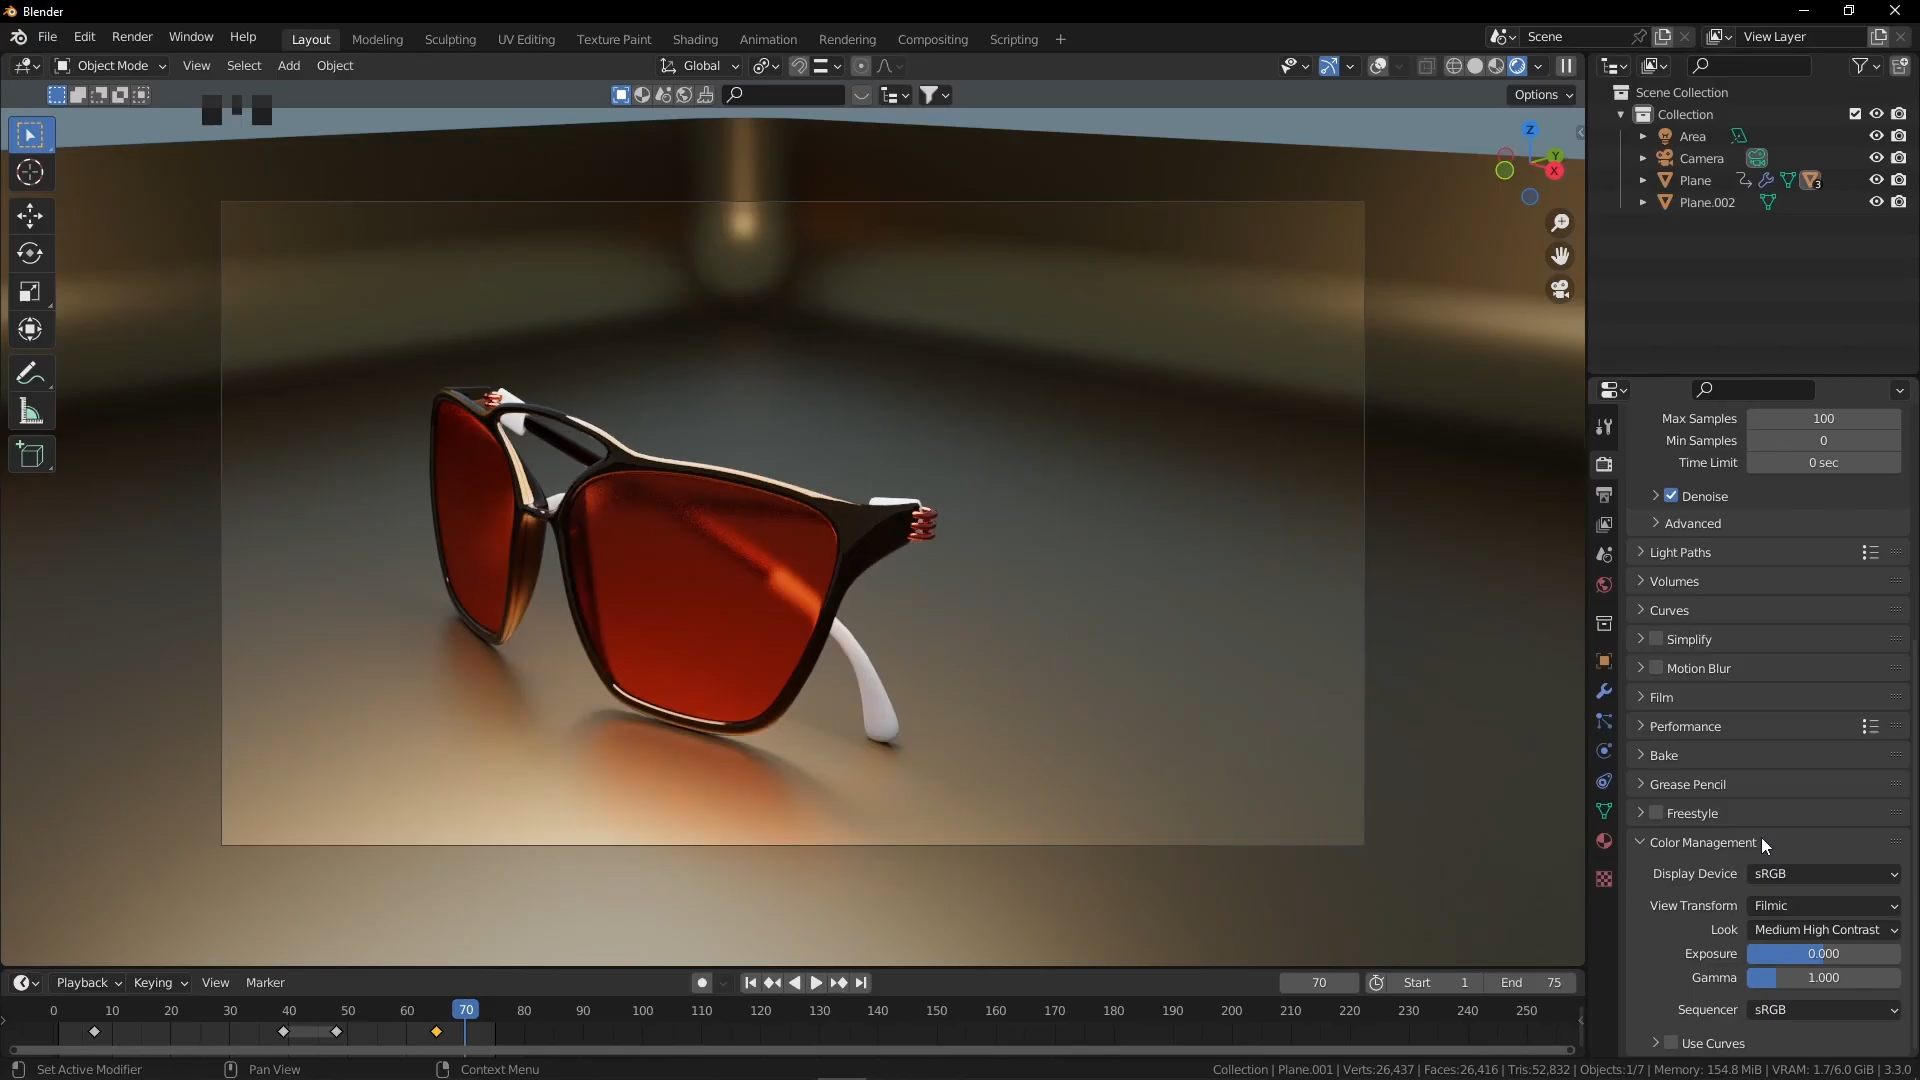 Blender
File Edit Render Window Help
Layout Modeling Sculpting UV Editing Texture Paint Shading Animation Rendering Compositing Scripting +
Scene
View Layer
Object Mode View Select Add Object
Global
Options
Z
Y
X
Scene Collection
Collection
Area
Camera
Plane
3
Plane.002
Max Samples 100
Min Samples 0
Time Limit 0 sec
Denoise
Advanced
Light Paths
Volumes
Curves
Simplify
Motion Blur
Film
Performance
Bake
Grease Pencil
Freestyle
Color Management
Display Device sRGB
View Transform Filmic
Look Medium High Contrast
Exposure 0.000
Gamma 1.000
Sequencer sRGB
Use Curves
Playback Keying View Marker
70 Start 1 End 75
0 10 20 30 40 50 60 70 80 90 100 110 120 130 140 150 160 170 180 190 200 210 220 230 240 250
Set Active Modifier Pan View Context Menu
Collection | Plane.001 | Verts:26,437 | Faces:26,416 | Tris:52,832 | Objects:1/7 | Memory: 154.8 MiB | VRAM: 1.7/6.0 GiB | 3.3.0